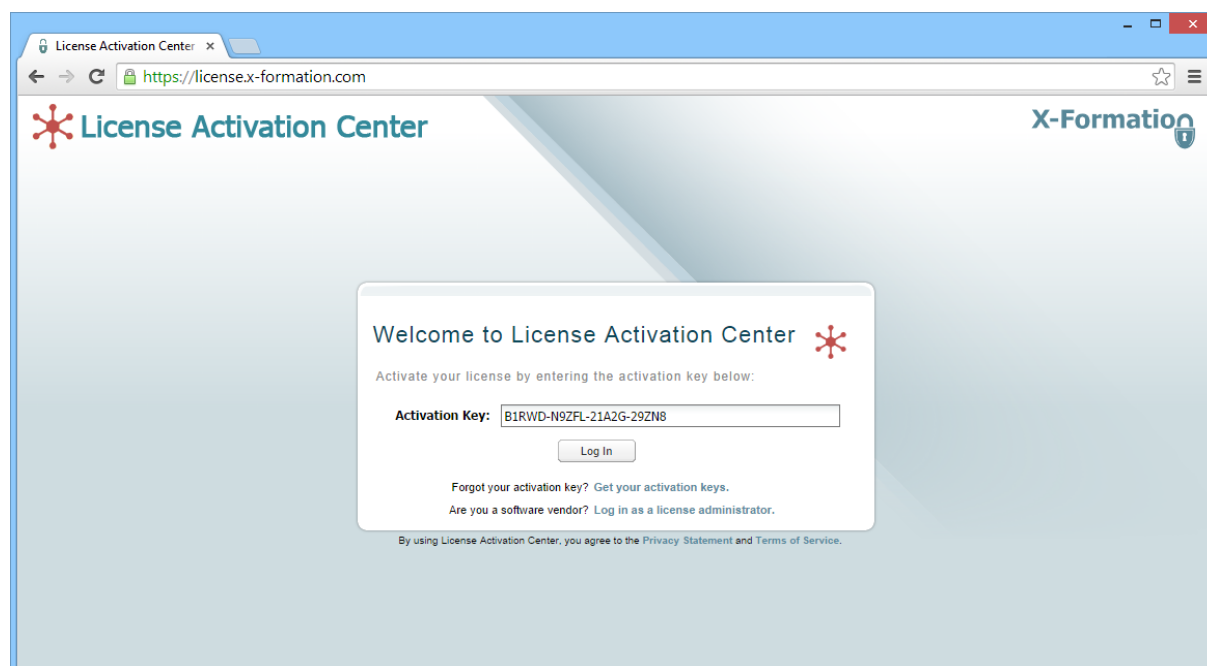 License Activation Center
https://license.x-formation.com
License Activation Center
X-Formation
Welcome to License Activation Center
Activate your license by entering the activation key below:
Activation Key: B1RWD-N9ZFL-21A2G-29ZN8
Log In
Forgot your activation key? Get your activation keys.
Are you a software vendor? Log in as a license administrator.
By using License Activation Center, you agree to the Privacy Statement and Terms of Service.